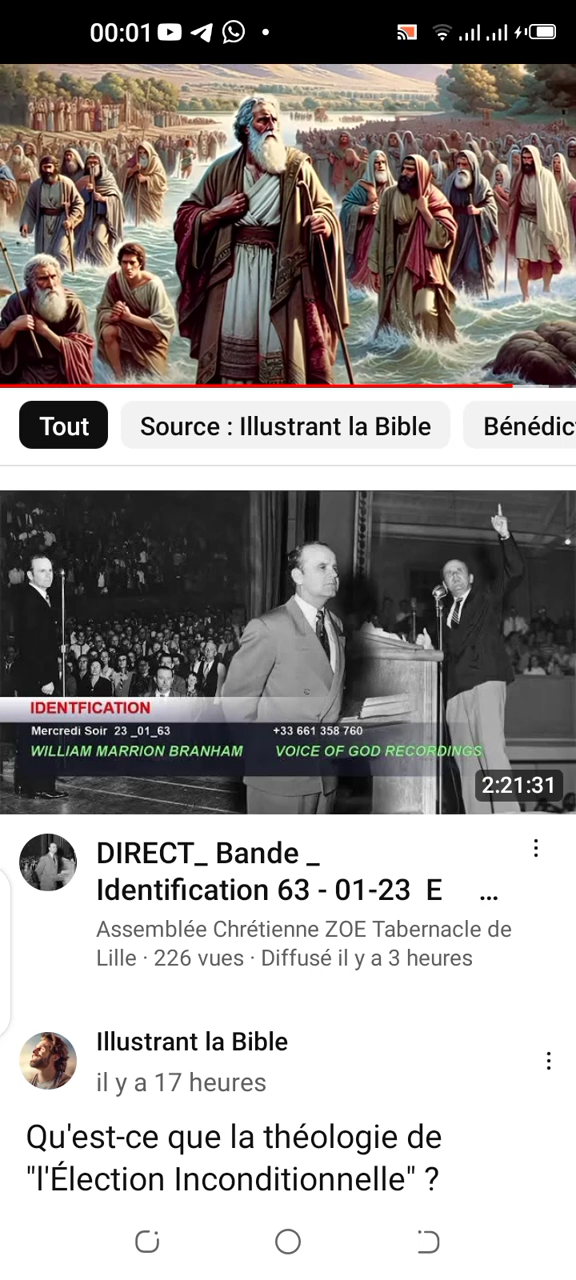 00:01
Tout
Source : Illustrant la Bible
Bénédic
IDENTFICATION
Mercredi Soir 23 _01_63
+33 661 358 760
WILLIAM MARRION BRANHAM
VOICE OF GOD RECORDINGS
2:21:31
DIRECT_ Bande _
Identification 63 - 01-23 E ...
Assemblée Chrétienne ZOE Tabernacle de
Lille · 226 vues · Diffusé il y a 3 heures
Illustrant la Bible
il y a 17 heures
Qu'est-ce que la théologie de
"l'Élection Inconditionnelle" ?